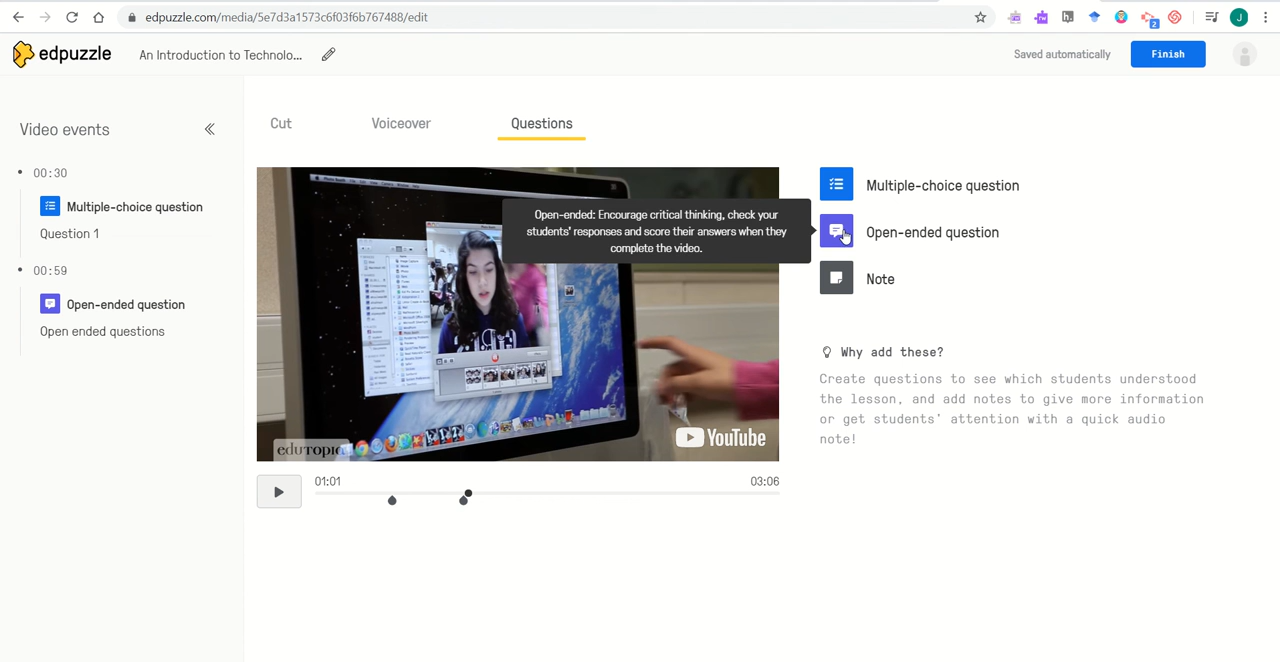 edpuzzle.com/media/5e7d3a1573c6f03f6b767488/edit
2
J
edpuzzle
An Introduction to Technolo...
Saved automatically
Finish
Video events
00:30
Multiple-choice question
Question 1
00:59
Open-ended question
Open ended questions
Cut
Voiceover
Questions
Open-ended: Encourage critical thinking, check your
students' responses and score their answers when they
complete the video.
edutopia
YouTube
01:01
03:06
Multiple-choice question
Open-ended question
Note
Why add these?
Create questions to see which students understood
the lesson, and add notes to give more information
or get students' attention with a quick audio
note!